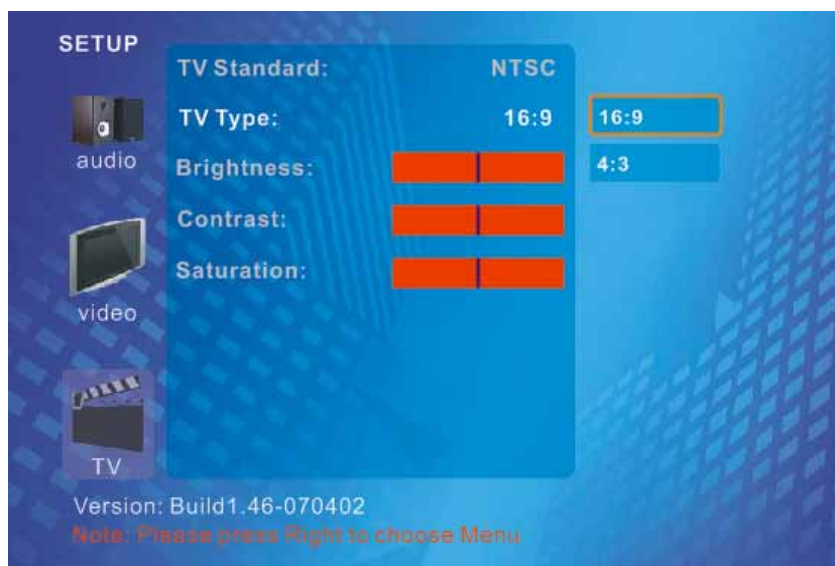 SETUP
TV Standard: NTSC
TV Type: 16:9 16:9
audio
Brightness: 4:3
Contrast:
Saturation:
video
TV
Version: Build1.46-070402
Note: Please press Right to choose Menu